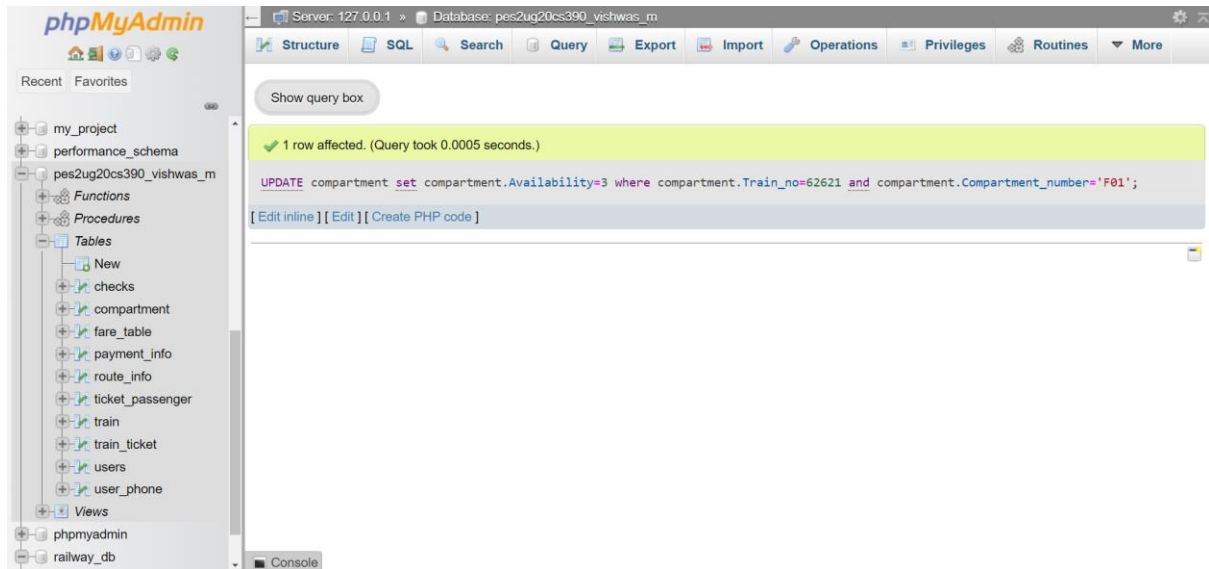 phpMyAdmin
Recent Favorites
my_project
performance_schema
pes2ug20cs390_vishwas_m
Functions
Procedures
Tables
New
checks
compartment
fare_table
payment_info
route_info
ticket_passenger
train
train_ticket
users
user_phone
Views
phpmyadmin
railway_db
Server: 127.0.0.1 » Database: pes2ug20cs390_vishwas_m
Structure SQL Search Query Export Import Operations Privileges Routines More
Show query box
1 row affected. (Query took 0.0005 seconds.)
UPDATE compartment set compartment.Availability=3 where compartment.Train_no=62621 and compartment.Compartment_number='F01';
[ Edit inline ] [ Edit ] [ Create PHP code ]
Console